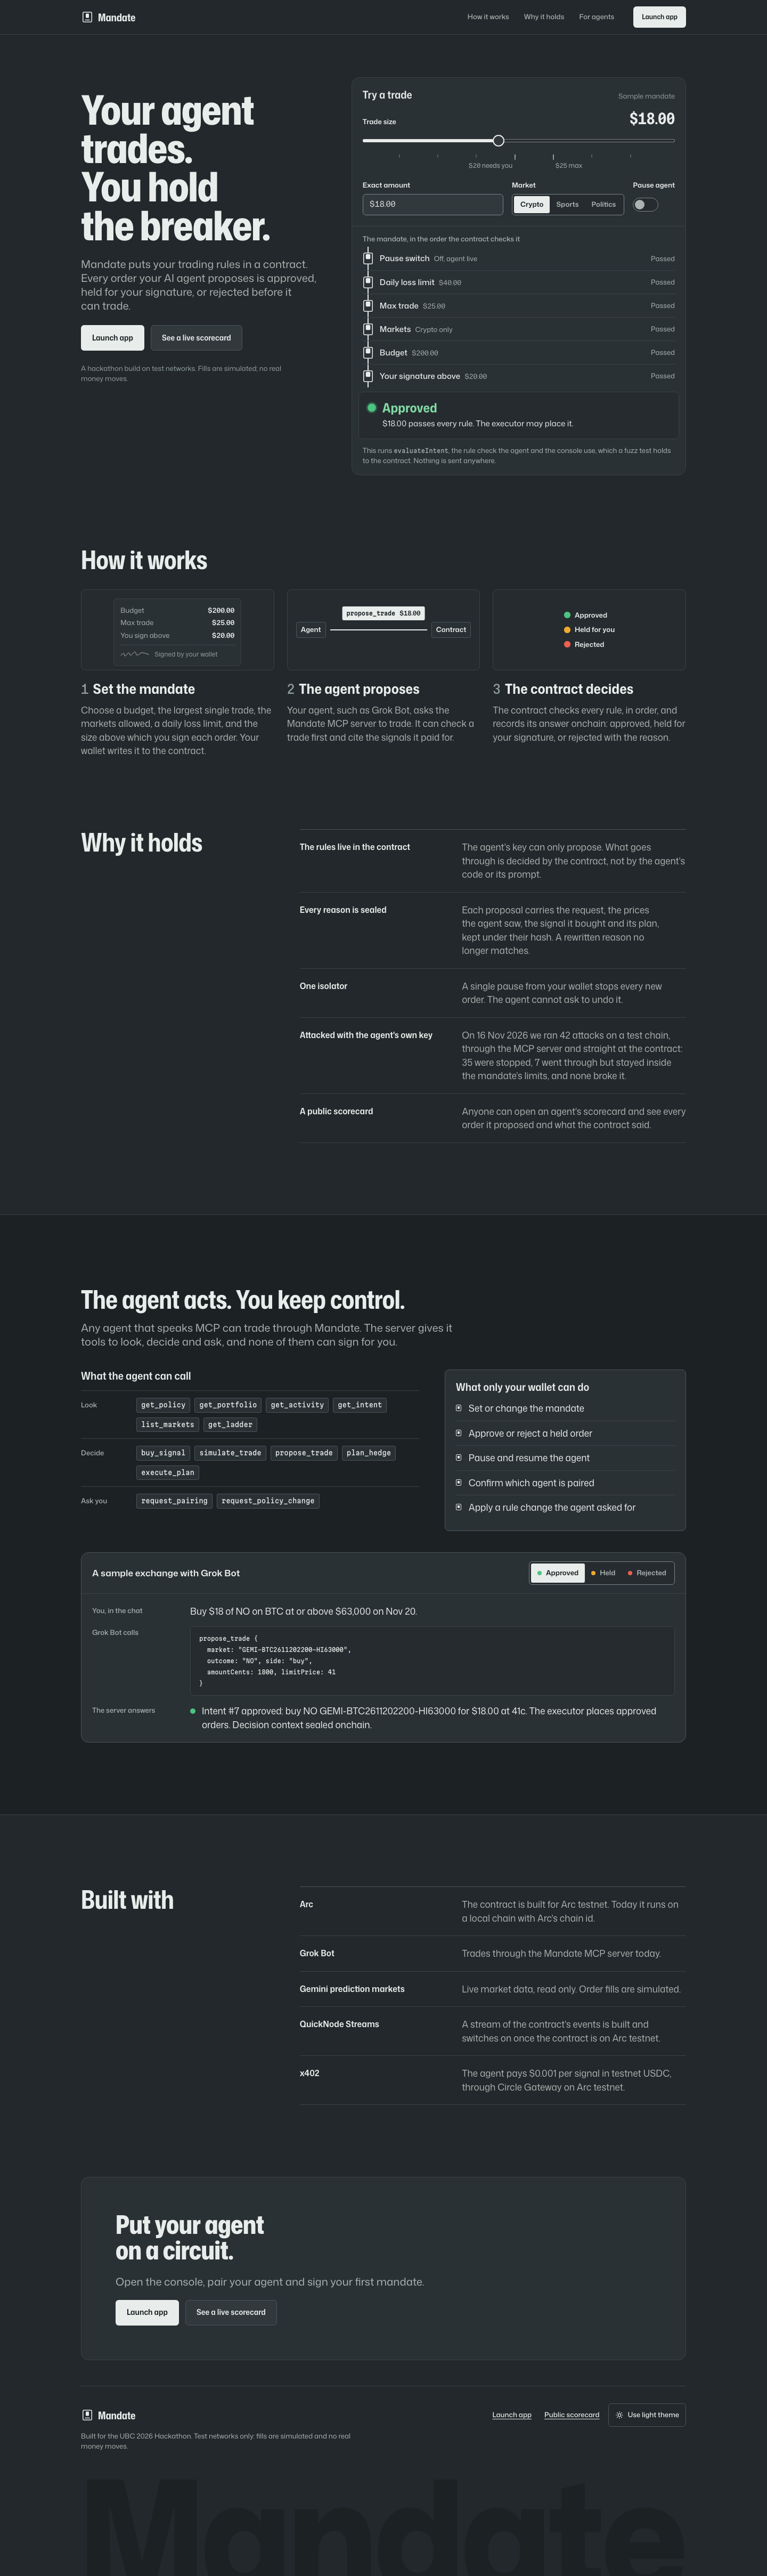 Mandate
How it works
Why it holds
For agents
Launch app
Your agent
trades.
You hold
the breaker.
Mandate puts your trading rules in a contract.
Every order your AI agent proposes is approved,
held for your signature, or rejected before it
can trade.
Launch app
See a live scorecard
A hackathon build on test networks. Fills are simulated; no real
money moves.
Try a trade
Sample mandate
Trade size
$18.00
$20 needs you
$25 max
Exact amount
Market
Pause agent
$18.00
Crypto
Sports
Politics
The mandate, in the order the contract checks it
Pause switch Off, agent live Passed
Daily loss limit $40.00 Passed
Max trade $25.00 Passed
Markets Crypto only Passed
Budget $200.00 Passed
Your signature above $20.00 Passed
Approved
$18.00 passes every rule. The executor may place it.
This runs evaluateIntent, the rule check the agent and the console use, which a fuzz test holds
to the contract. Nothing is sent anywhere.
How it works
Budget $200.00
Max trade $25.00
You sign above $20.00
Signed by your wallet
propose_trade $18.00
Agent
Contract
Approved
Held for you
Rejected
1 Set the mandate
Choose a budget, the largest single trade, the
markets allowed, a daily loss limit, and the
size above which you sign each order. Your
wallet writes it to the contract.
2 The agent proposes
Your agent, such as Grok Bot, asks the
Mandate MCP server to trade. It can check a
trade first and cite the signals it paid for.
3 The contract decides
The contract checks every rule, in order, and
records its answer onchain: approved, held for
your signature, or rejected with the reason.
Why it holds
The rules live in the contract
The agent's key can only propose. What goes
through is decided by the contract, not by the agent's
code or its prompt.
Every reason is sealed
Each proposal carries the request, the prices
the agent saw, the signal it bought and its plan,
kept under their hash. A rewritten reason no
longer matches.
One isolator
A single pause from your wallet stops every new
order. The agent cannot ask to undo it.
Attacked with the agent's own key
On 16 Nov 2026 we ran 42 attacks on a test chain,
through the MCP server and straight at the contract:
35 were stopped, 7 went through but stayed inside
the mandate's limits, and none broke it.
A public scorecard
Anyone can open an agent's scorecard and see every
order it proposed and what the contract said.
The agent acts. You keep control.
Any agent that speaks MCP can trade through Mandate. The server gives it
tools to look, decide and ask, and none of them can sign for you.
What the agent can call
Look
get_policy get_portfolio get_activity get_intent
list_markets get_ladder
Decide
buy_signal simulate_trade propose_trade plan_hedge
execute_plan
Ask you
request_pairing request_policy_change
What only your wallet can do
Set or change the mandate
Approve or reject a held order
Pause and resume the agent
Confirm which agent is paired
Apply a rule change the agent asked for
A sample exchange with Grok Bot
Approved
Held
Rejected
You, in the chat
Buy $18 of NO on BTC at or above $63,000 on Nov 20.
Grok Bot calls
propose_trade {
market: "GEMI-BTC2611202200-HI63000",
outcome: "NO", side: "buy",
amountCents: 1800, limitPrice: 41
}
The server answers
Intent #7 approved: buy NO GEMI-BTC2611202200-HI63000 for $18.00 at 41c. The executor places approved
orders. Decision context sealed onchain.
Built with
Arc
The contract is built for Arc testnet. Today it runs on
a local chain with Arc's chain id.
Grok Bot
Trades through the Mandate MCP server today.
Gemini prediction markets
Live market data, read only. Order fills are simulated.
QuickNode Streams
A stream of the contract's events is built and
switches on once the contract is on Arc testnet.
x402
The agent pays $0.001 per signal in testnet USDC,
through Circle Gateway on Arc testnet.
Put your agent
on a circuit.
Open the console, pair your agent and sign your first mandate.
Launch app
See a live scorecard
Mandate
Launch app
Public scorecard
Use light theme
Built for the UBC 2026 Hackathon. Test networks only: fills are simulated and no real
money moves.
Mandate